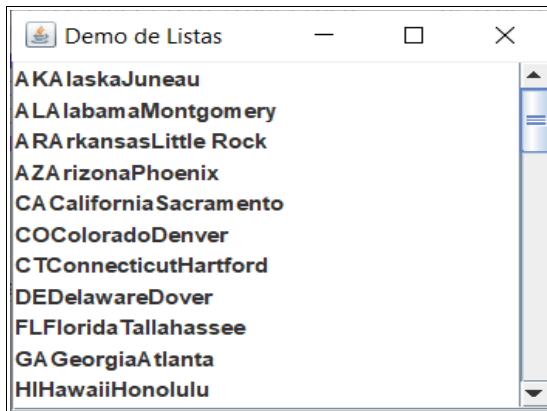 Demo de Listas
AKAlaskaJuneau
ALAlabamaMontgomery
ARArkansasLittle Rock
AZArizonaPhoenix
CACaliforniaSacramento
COColoradoDenver
CTConnecticutHartford
DEDelawareDover
FLFloridaTallahassee
GAGeorgiaAtlanta
HIHawaiiHonolulu